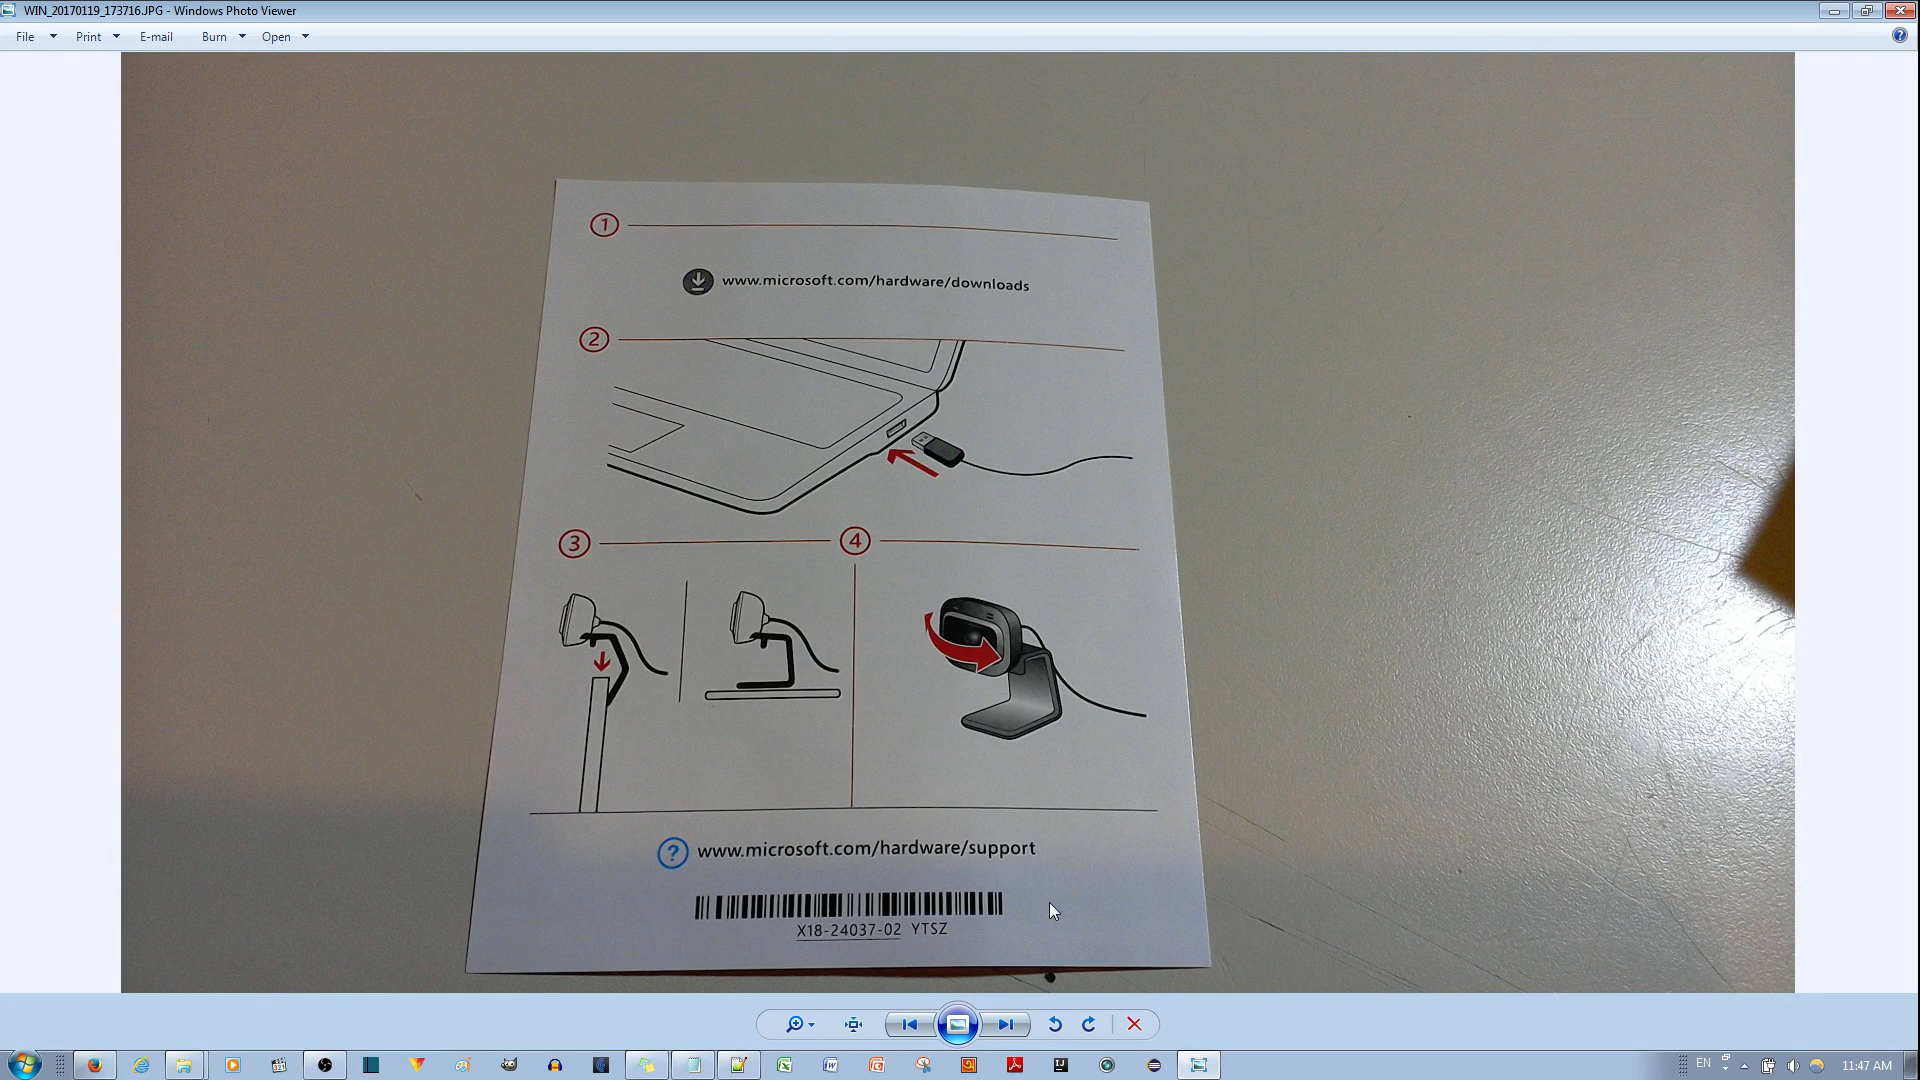 WIN_20170119_173716.JPG - Windows Photo Viewer
File Print E-mail Burn Open
1
www.microsoft.com/hardware/downloads
2
3
4
? www.microsoft.com/hardware/support
X18-24037-02 YTSZ
EN
11:47 AM